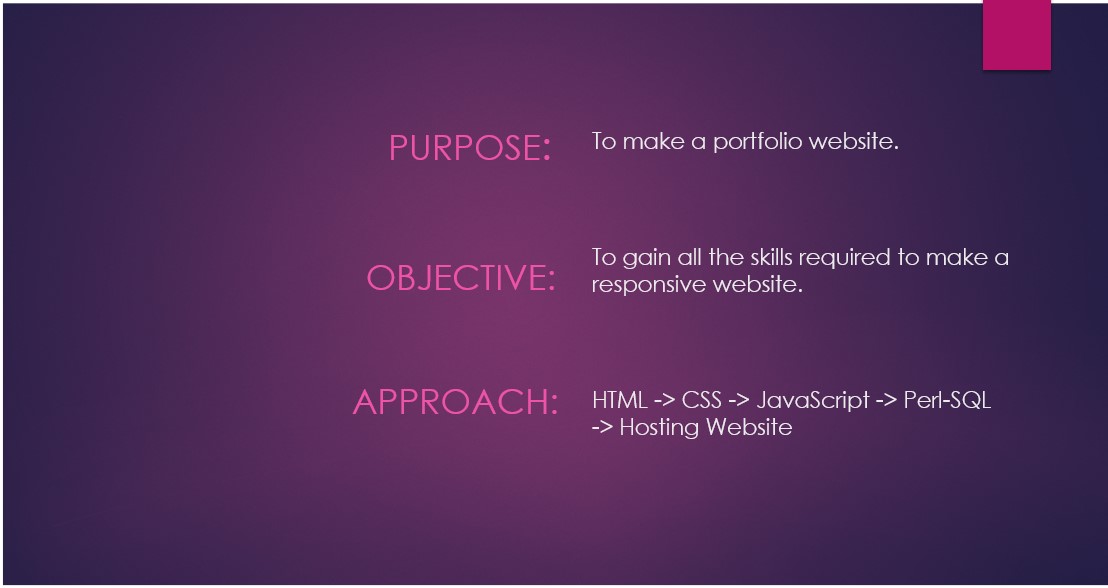 PURPOSE: To make a portfolio website.
OBJECTIVE: To gain all the skills required to make a
responsive website.
APPROACH: HTML -> CSS -> JavaScript -> Perl-SQL
-> Hosting Website